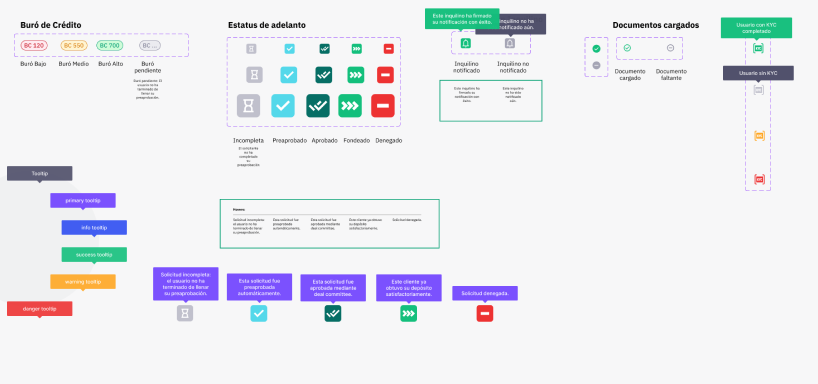 Buró de Crédito
BC 120
BC 550
BC 700
BC ...
Buró Bajo
Buró Medio
Buró Alto
Buró
pendiente
Buró pendiente: El
usuario no ha
terminado de
llenar su
preaprobación.
Estatus de adelanto
Incompleta
Preaprobado
Aprobado
Fondeado
Denegado
El solicitante
no ha
completado
su
preaprobación
Este inquilino ha firmado
su notificación con éxito.
inquilino no ha
notificado aún.
Inquilino
notificado
Inquilino no
notificado
Este inquilino ha
firmado su
notificación con
éxito.
Este inquilino
no ha sido
notificado
aún.
Documentos cargados
Documento
cargado
Documento
faltante
Usuario con KYC
completado
Usuario sin KYC
Tooltip
primary tooltip
info tooltip
success tooltip
warning tooltip
danger tooltip
Solicitud incompleta:
el usuario no ha
terminado de llenar
su preaprobación.
Esta solicitud fue
preaprobada
automáticamente.
Esta solicitud fue
aprobada mediante
deal committee.
Este cliente ya obtuvo
su depósito
satisfactoriamente.
Solicitud denegada.
Solicitud incompleta:
el usuario no ha
terminado de llenar
su preaprobación.
Esta solicitud fue
preaprobada
automáticamente.
Esta solicitud fue
aprobada mediante
deal committee.
Este cliente ya
obtuvo su depósito
satisfactoriamente.
Solicitud denegada.